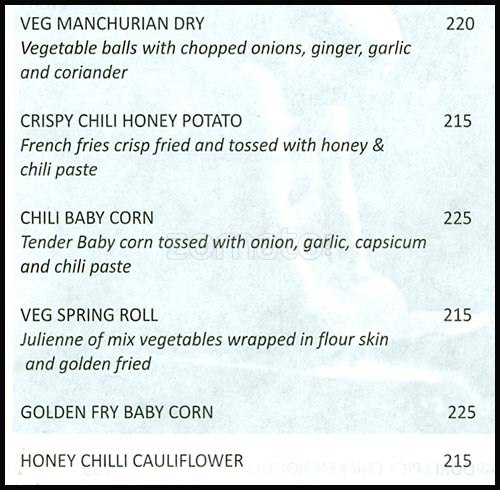 VEG MANCHURIAN DRY 220
Vegetable balls with chopped onions, ginger, garlic
and coriander
CRISPY CHILI HONEY POTATO 215
French fries crisp fried and tossed with honey &
chili paste
CHILI BABY CORN 225
Tender Baby corn tossed with onion, garlic, capsicum
and chili paste
zomato
VEG SPRING ROLL 215
Julienne of mix vegetables wrapped in flour skin
and golden fried
GOLDEN FRY BABY CORN 225
HONEY CHILLI CAULIFLOWER 215